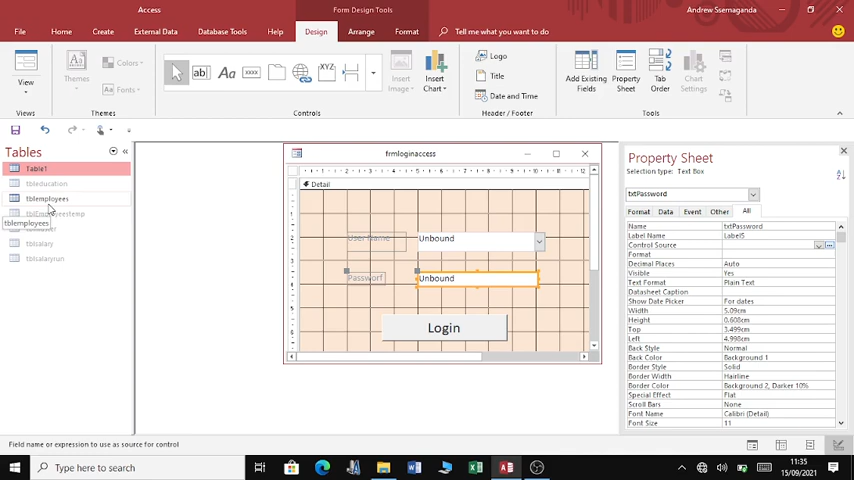 Access
Form Design Tools
Andrew Ssemaganda
File
Home
Create
External Data
Database Tools
Help
Design
Arrange
Format
Tell me what you want to do
View
Themes
Colors
Fonts
ab
Aa
xxxx
XYZ
Insert Image
Insert Chart
Logo
Title
Date and Time
Add Existing Fields
Property Sheet
Tab Order
Chart Settings
Views
Themes
Controls
Header / Footer
Tools
Tables
Table1
tbleducation
tblemployees
tblEmployeestemp
tblemployees
tblsalary
tblsalaryrun
frmloginaccess
Detail
User Name
Unbound
Passworf
Unbound
Login
Property Sheet
Selection type: Text Box
txtPassword
Format
Data
Event
Other
All
Name txtPassword
Label Name Label5
Control Source
Format
Decimal Places Auto
Visible Yes
Text Format Plain Text
Datasheet Caption
Show Date Picker For dates
Width 5.09cm
Height 0.608cm
Top 3.499cm
Left 4.998cm
Back Style Normal
Back Color Background 1
Border Style Solid
Border Width Hairline
Border Color Background 2, Darker 10%
Special Effect Flat
Scroll Bars None
Font Name Calibri (Detail)
Font Size 11
Field name or expression to use as source for control
Type here to search
11:35
15/09/2021